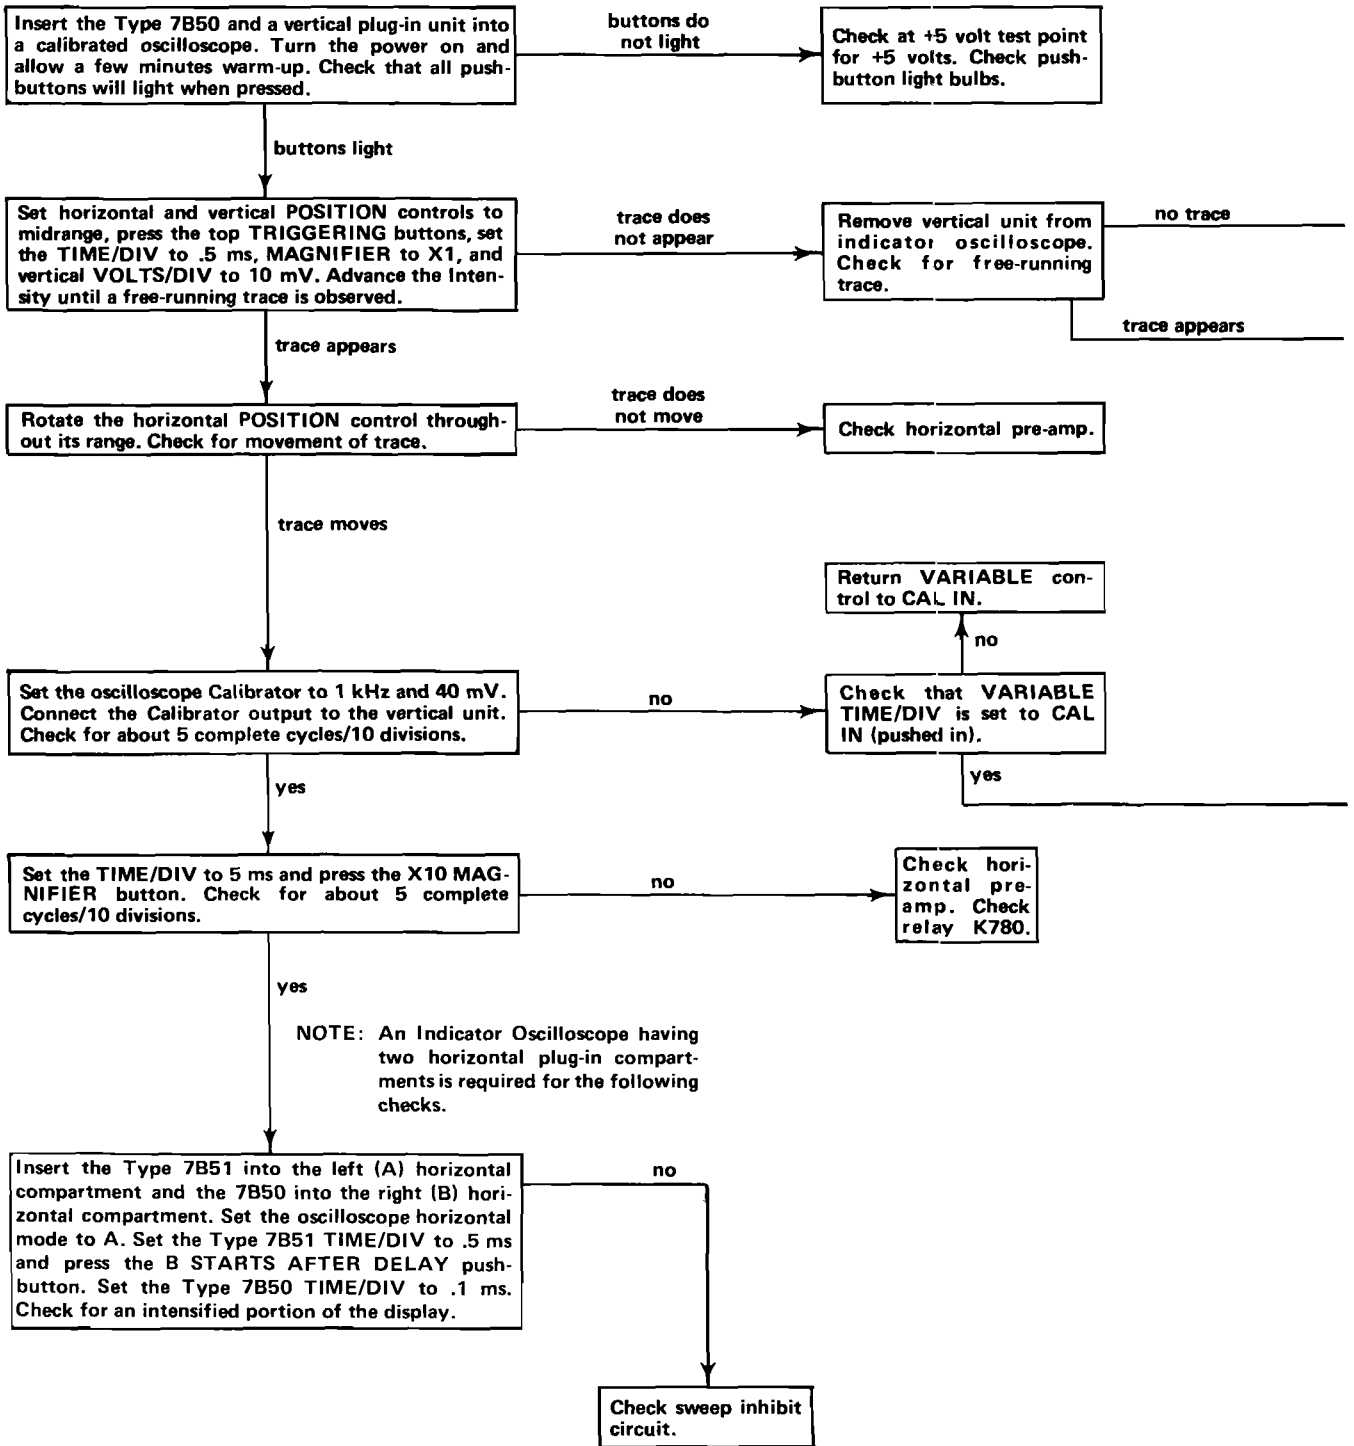 Insert the Type 7B50 and a vertical plug-in unit into
a calibrated oscilloscope. Turn the power on and
allow a few minutes warm-up. Check that all push-
buttons will light when pressed.
buttons do
not light
Check at +5 volt test point
for +5 volts. Check push-
button light bulbs.
buttons light
Set horizontal and vertical POSITION controls to
midrange, press the top TRIGGERING buttons, set
the TIME/DIV to .5 ms, MAGNIFIER to X1, and
vertical VOLTS/DIV to 10 mV. Advance the Inten-
sity until a free-running trace is observed.
trace does
not appear
Remove vertical unit from
indicator oscilloscope.
Check for free-running
trace.
no trace
trace appears
trace appears
Rotate the horizontal POSITION control through-
out its range. Check for movement of trace.
trace does
not move
Check horizontal pre-amp.
trace moves
Return VARIABLE con-
trol to CAL IN.
no
Set the oscilloscope Calibrator to 1 kHz and 40 mV.
Connect the Calibrator output to the vertical unit.
Check for about 5 complete cycles/10 divisions.
no
Check that VARIABLE
TIME/DIV is set to CAL
IN (pushed in).
yes
yes
Set the TIME/DIV to 5 ms and press the X10 MAG-
NIFIER button. Check for about 5 complete
cycles/10 divisions.
no
Check hori-
zontal pre-
amp. Check
relay K780.
yes
NOTE: An Indicator Oscilloscope having
two horizontal plug-in compart-
ments is required for the following
checks.
Insert the Type 7B51 into the left (A) horizontal
compartment and the 7B50 into the right (B) hori-
zontal compartment. Set the oscilloscope horizontal
mode to A. Set the Type 7B51 TIME/DIV to .5 ms
and press the B STARTS AFTER DELAY push-
button. Set the Type 7B50 TIME/DIV to .1 ms.
Check for an intensified portion of the display.
no
Check sweep inhibit
circuit.